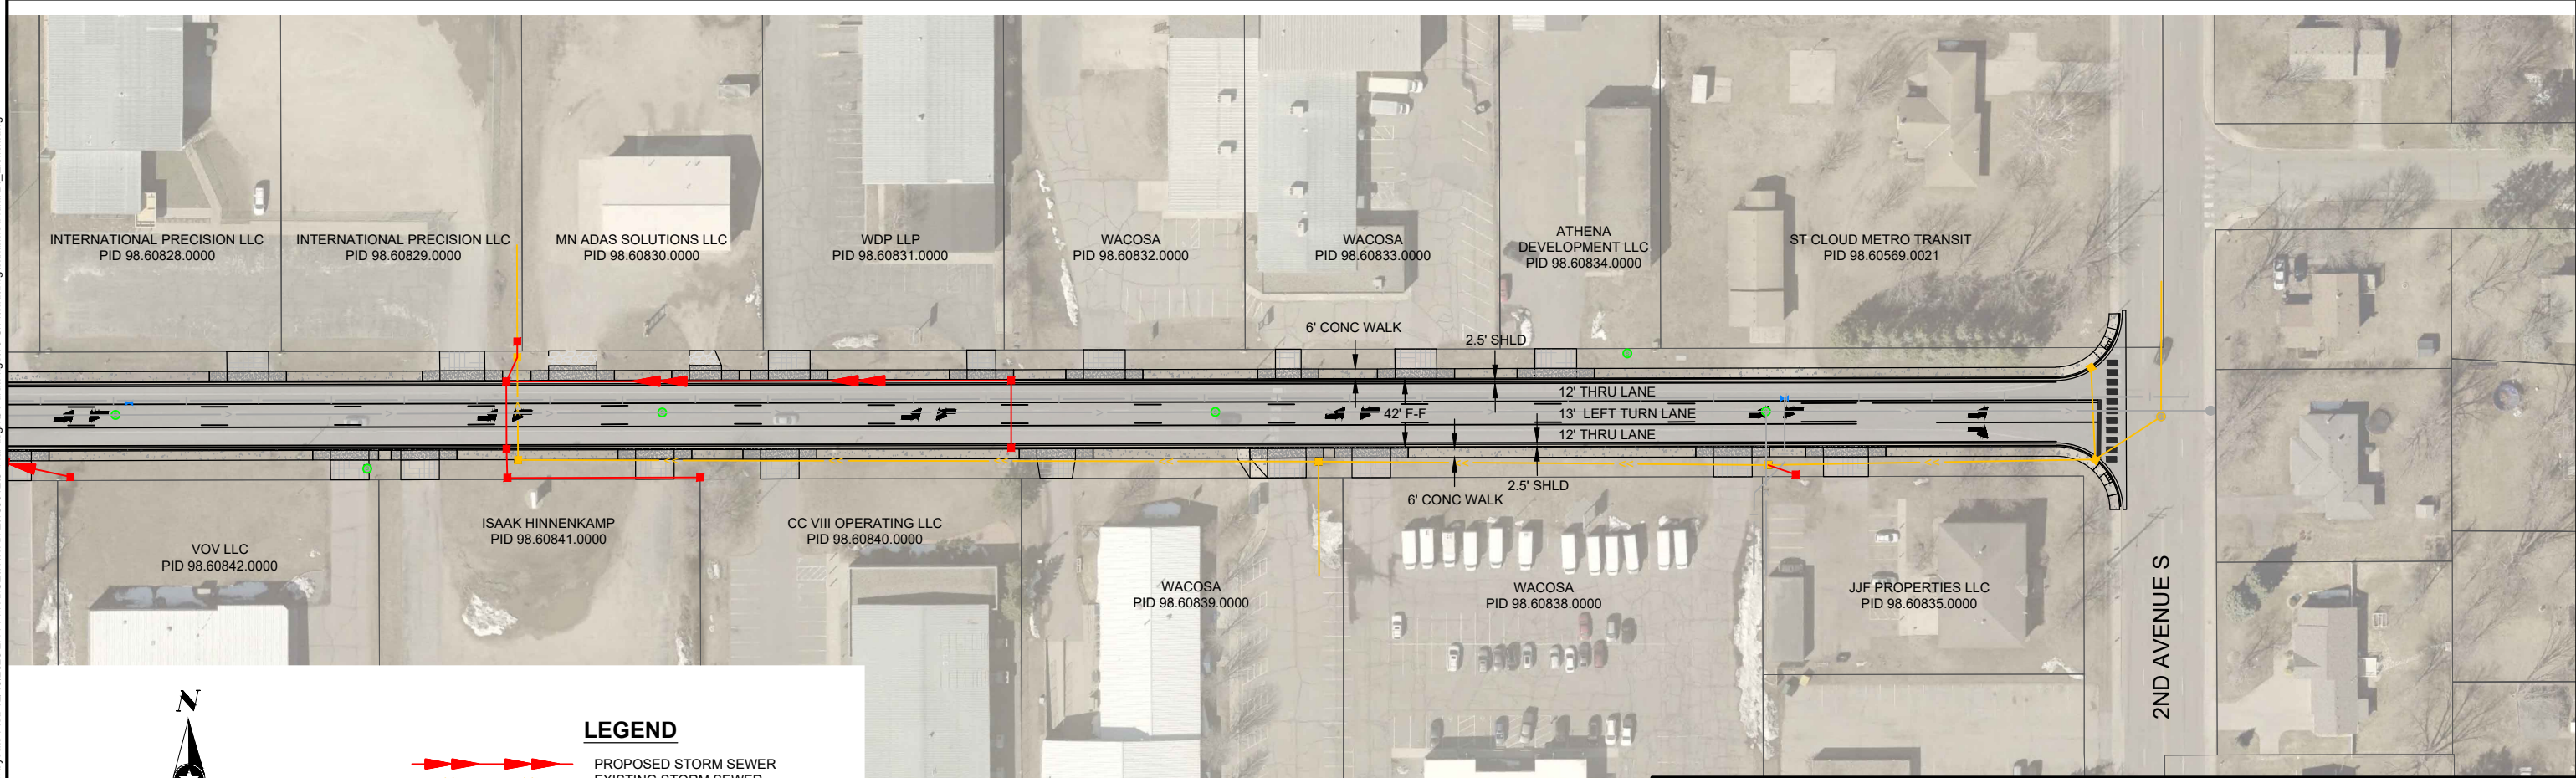 INTERNATIONAL PRECISION LLC
PID 98.60828.0000
INTERNATIONAL PRECISION LLC
PID 98.60829.0000
MN ADAS SOLUTIONS LLC
PID 98.60830.0000
WDP LLP
PID 98.60831.0000
WACOSA
PID 98.60832.0000
WACOSA
PID 98.60833.0000
ATHENA
DEVELOPMENT LLC
PID 98.60834.0000
ST CLOUD METRO TRANSIT
PID 98.60569.0021
6' CONC WALK
2.5' SHLD
12' THRU LANE
42' F-F
13' LEFT TURN LANE
12' THRU LANE
2.5' SHLD
6' CONC WALK
VOV LLC
PID 98.60842.0000
ISAAK HINNENKAMP
PID 98.60841.0000
CC VIII OPERATING LLC
PID 98.60840.0000
WACOSA
PID 98.60839.0000
WACOSA
PID 98.60838.0000
JJF PROPERTIES LLC
PID 98.60835.0000
2ND AVENUE S
N
LEGEND
PROPOSED STORM SEWER
EXISTING STORM SEWER